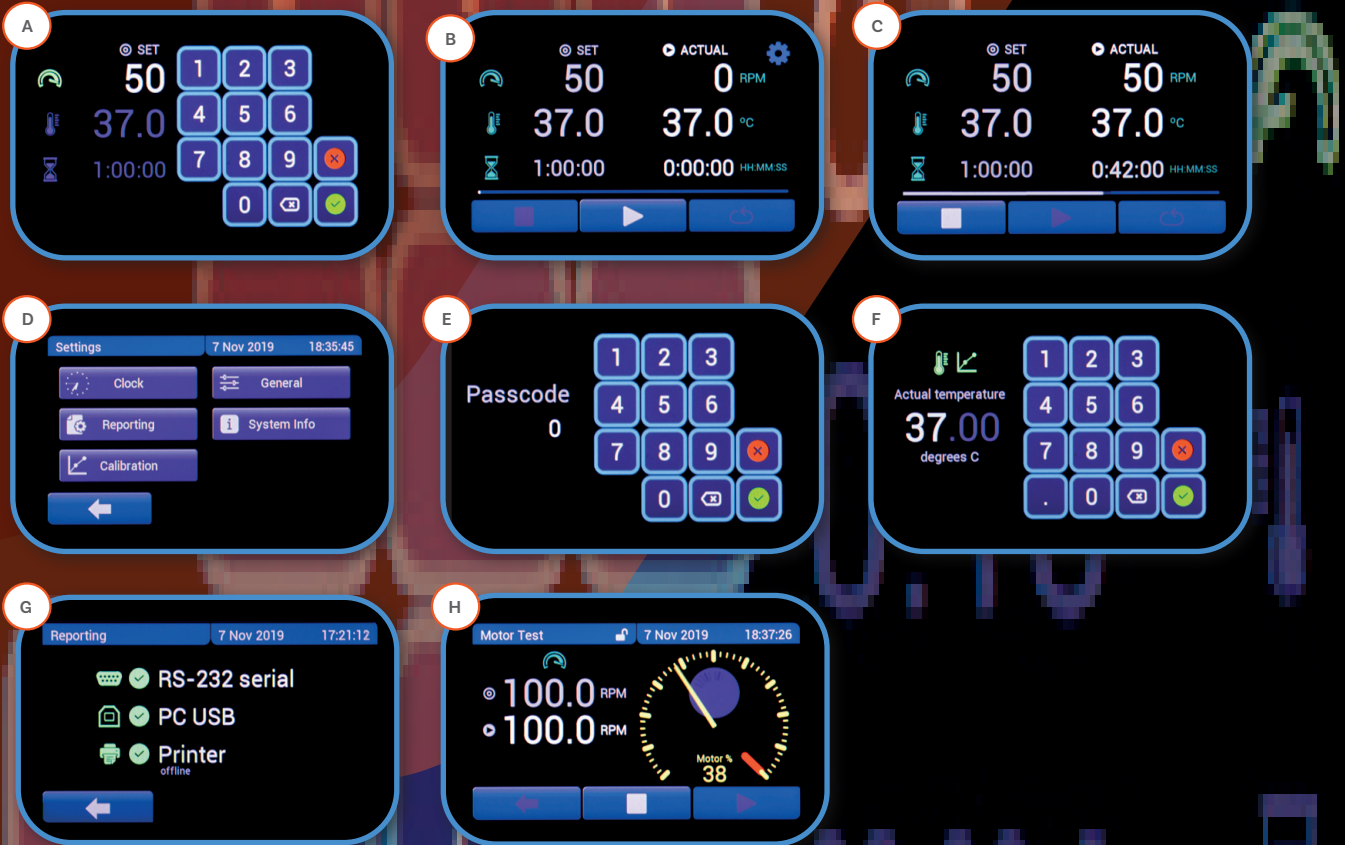 A
SET
50
37.0
1:00:00
1 2 3
4 5 6
7 8 9
0
B
SET ACTUAL
50 0 RPM
37.0 37.0 °C
1:00:00 0:00:00 HH:MM:SS
C
SET ACTUAL
50 50 RPM
37.0 37.0 °C
1:00:00 0:42:00 HH:MM:SS
D
Settings 7 Nov 2019 18:35:45
Clock General
Reporting System Info
Calibration
E
Passcode
0
1 2 3
4 5 6
7 8 9
0
F
Actual temperature
37.00
degrees C
1 2 3
4 5 6
7 8 9
. 0
G
Reporting 7 Nov 2019 17:21:12
RS-232 serial
PC USB
Printer
offline
H
Motor Test 7 Nov 2019 18:37:26
100.0 RPM
100.0 RPM
Motor %
38